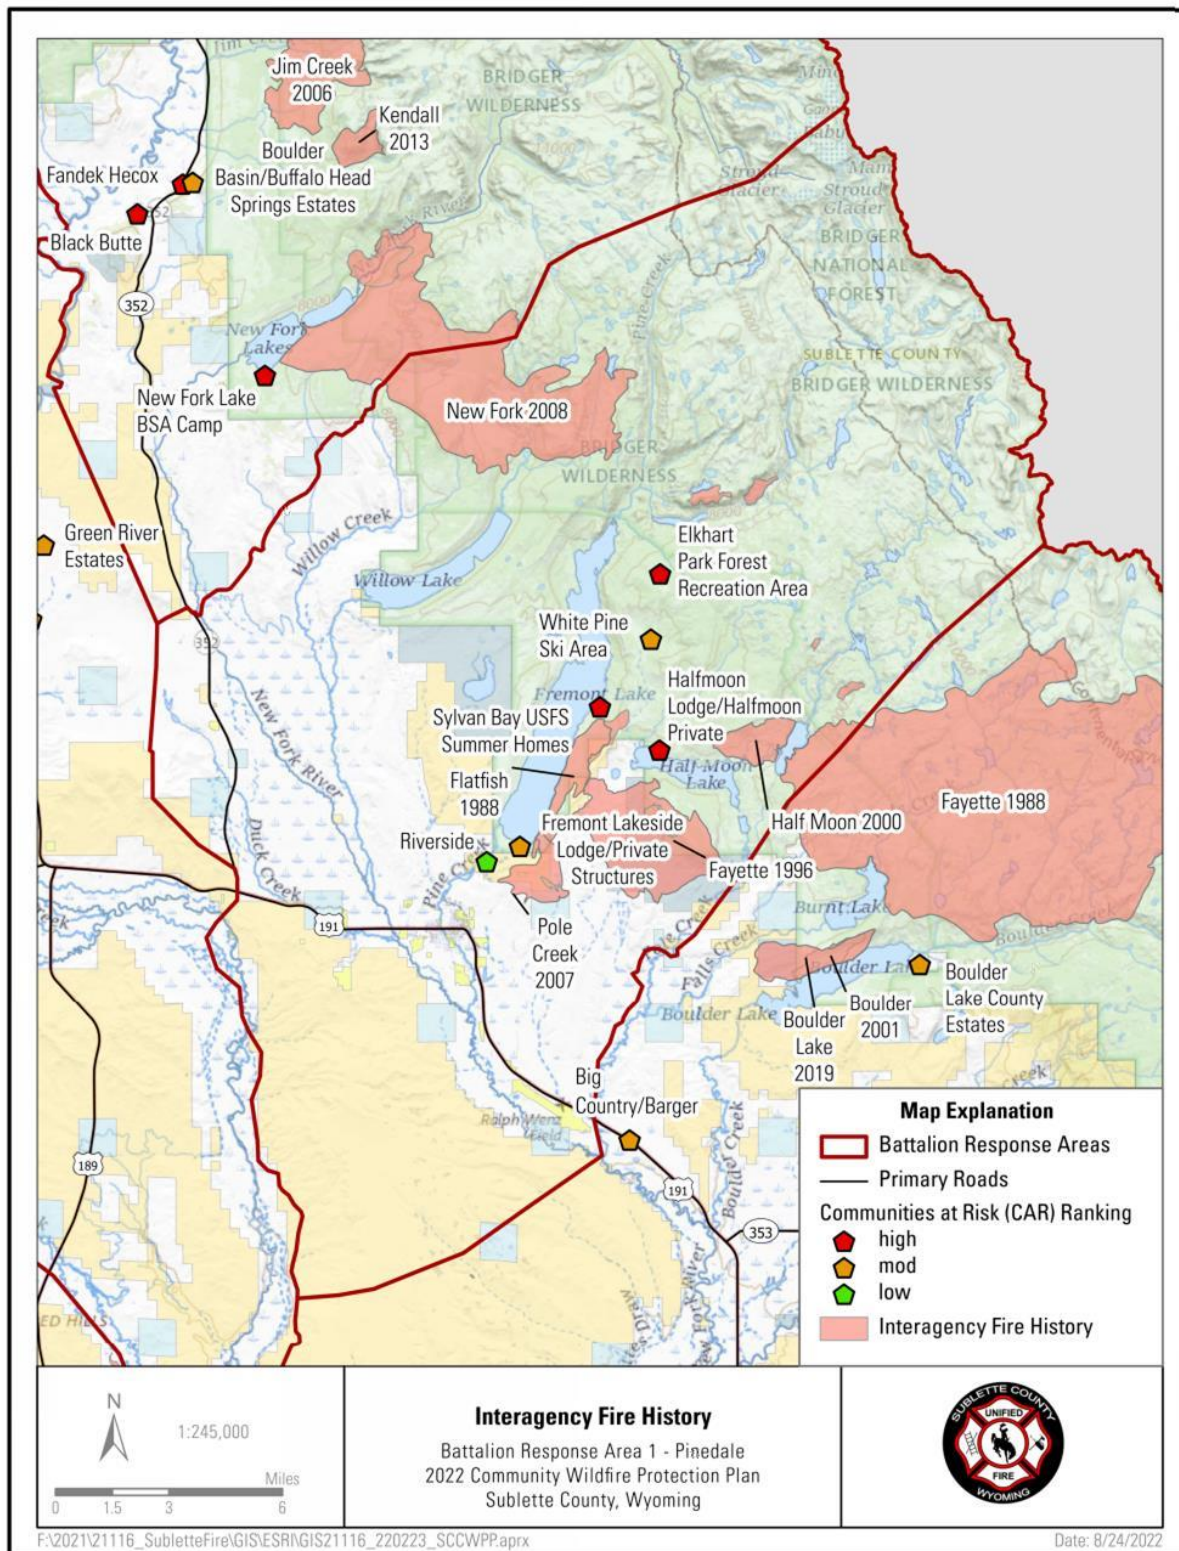 Jim Creek
2006
Kendall
2013
BRIDGER
WILDERNESS
Boulder
Basin/Buffalo Head
Springs Estates
Fandek Hecox
Black Butte
352
352
Stroud
Glacier
Stroud
Glacier
BRIDGER
NATIONAL
FOREST
Pine Creek
New Fork
Lakes
New Fork Lake
BSA Camp
SUBLETTE COUNTY
BRIDGER WILDERNESS
New Fork 2008
BRIDGER
WILDERNESS
Green River
Estates
Willow Creek
Willow Lake
Elkhart
Park Forest
Recreation Area
White Pine
Ski Area
352
Halfmoon
Lodge/Halfmoon
Private
Fremont Lake
Sylvan Bay USFS
Summer Homes
New Fork River
Half Moon
Lake
Flatfish
1988
Fayette 1988
Half Moon 2000
Fremont Lakeside
Lodge/Private
Structures
Riverside
Duck Creek
Pine Creek
Fayette 1996
Burnt Lake
191
Pole
Creek
2007
Falls Creek
Boulder Creek
Boulder Lake
Boulder Lake
Boulder
Lake County
Estates
Boulder
2001
Boulder
Lake
2019
Big
Country/Barger
Ralph Wenz
Field
Boulder Creek
189
191
353
New Fork River
Map Explanation
Battalion Response Areas
Primary Roads
Communities at Risk (CAR) Ranking
high
mod
low
Interagency Fire History
N
1:245,000
Miles
0 1.5 3 6
Interagency Fire History
Battalion Response Area 1 - Pinedale
2022 Community Wildfire Protection Plan
Sublette County, Wyoming
SUBLETTE COUNTY
UNIFIED
FIRE
WYOMING
F:\2021\21116_SubletteFire\GIS\ESRI\GIS21116_220223_SCCWPP.aprx
Date: 8/24/2022